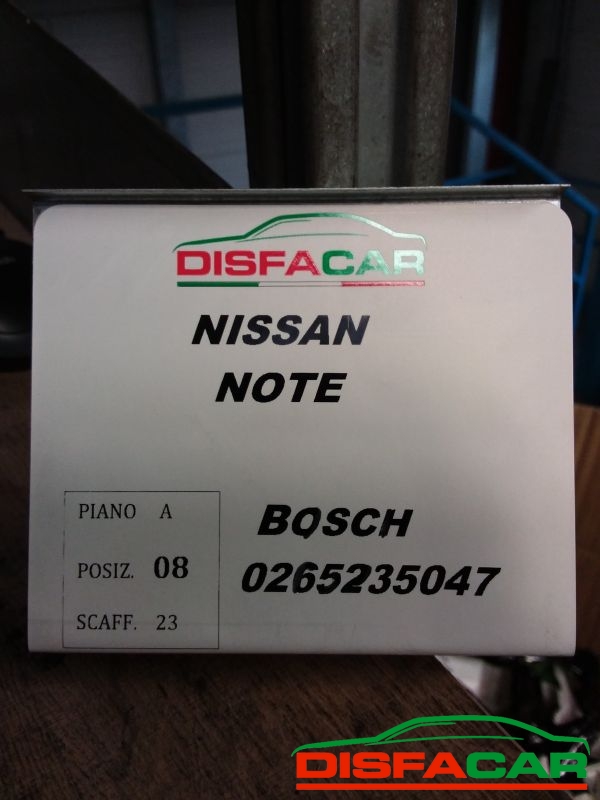 DISFACAR
NISSAN
NOTE
PIANO A
POSIZ. 08
SCAFF. 23
BOSCH
0265235047
DISFACAR